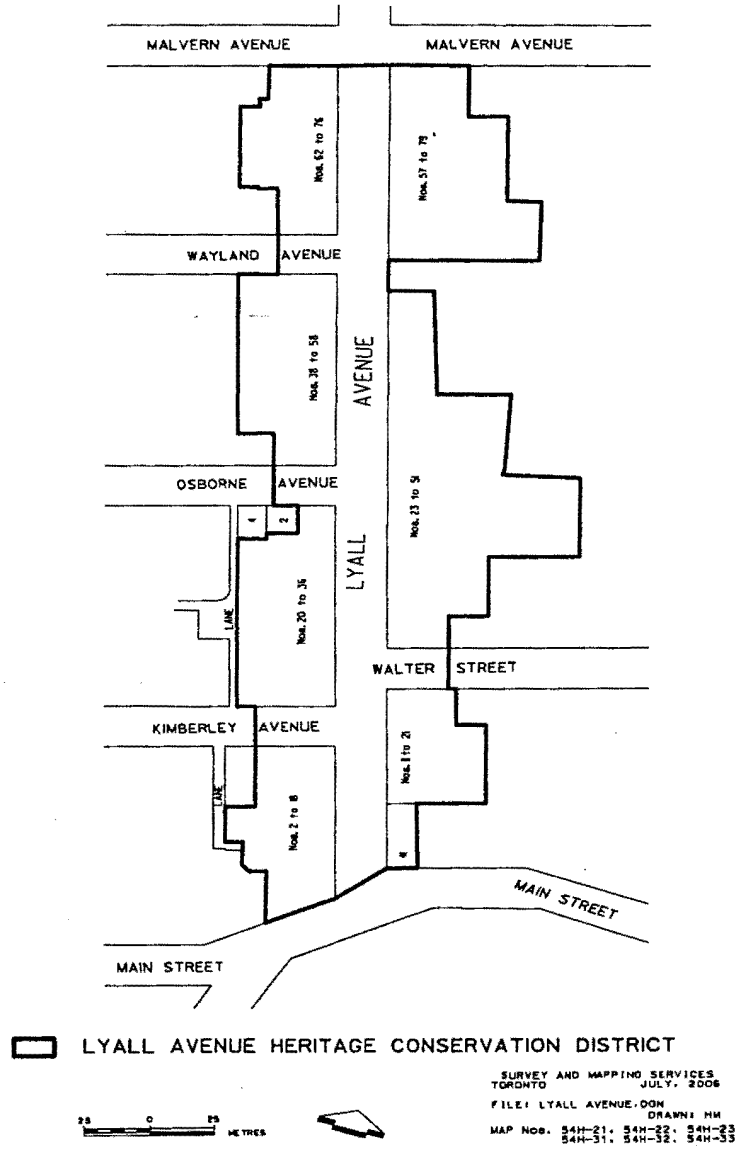 MALVERN AVENUE MALVERN AVENUE
Nos. 62 to 76
Nos. 57 to 79
WAYLAND AVENUE
Nos. 38 to 58
AVENUE
OSBORNE AVENUE
4 2
Nos. 23 to 51
LYALL
LANE
Nos. 20 to 36
WALTER STREET
KIMBERLEY AVENUE
Nos. 1 to 21
LANE
Nos. 2 to 18
MAIN STREET
MAIN STREET
LYALL AVENUE HERITAGE CONSERVATION DISTRICT
SURVEY AND MAPPING SERVICES
TORONTO JULY, 2006
FILE: LYALL AVENUE.DGN
DRAWN: HM
25 0 25
METRES
MAP Nos. 54H-21, 54H-22, 54H-23
54H-31, 54H-32, 54H-33